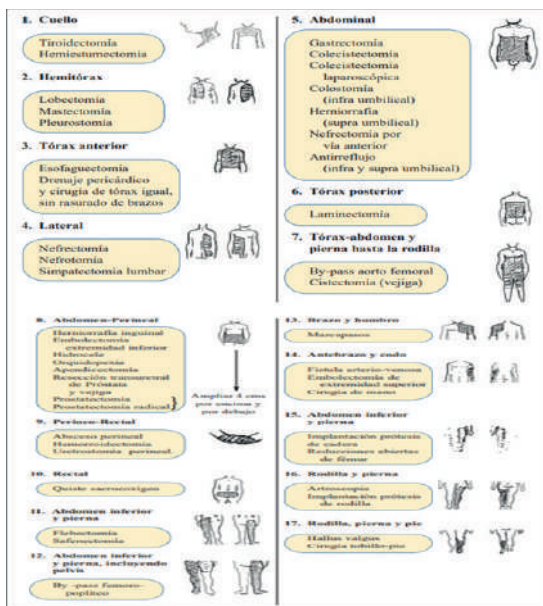 1. Cuello
Tiroidectomía
Hemiestumectomía
2. Hemitórax
Lobectomía
Mastectomía
Pleurostomía
3. Tórax anterior
Esofaguectomía
Drenaje pericárdico
y cirugía de tórax igual,
sin rasurado de brazos
4. Lateral
Nefrectomía
Nefrotomía
Simpatectomía lumbar
5. Abdominal
Gastrectomía
Colecistectomía
Colecistectomía
laparoscópica
Colostomía
(infra umbilical)
Herniorrafía
(supra umbilical)
Nefrectomía por
vía anterior
Antirreflujo
(infra y supra umbilical)
6. Tórax posterior
Laminectomía
7. Tórax-abdomen y
pierna hasta la rodilla
By-pass aorto femoral
Cistectomía (vejiga)
8. Abdomen-Perineal
Herniorrafía inguinal
Embolectomía
extremidad inferior
Hidrocele
Orquidopexia
Apendicectomía
Resección transuretral
de Próstata
y vejiga
Prostatectomía
Prostatectomía radical
Ampliar 4 cms
por encima y
por debajo
9. Perineo-Rectal
Absceso perineal
Hemorroidectomía
Uretrostomía perineal.
10. Rectal
Quiste sacrocoxígeo
11. Abdomen inferior
y pierna
Flebectomía
Safenectomía
12. Abdomen inferior
y pierna, incluyendo
pelvis
By -pass femoro-
poplíteo
13. Brazo y hombro
Marcapasos
14. Antebrazo y codo
Fístula arterio-venosa
Embolectomía de
extremidad superior
Cirugía de mano
15. Abdomen inferior
y pierna
Implantación prótesis
de cadera
Reducciones abiertas
de fémur
16. Rodilla y pierna
Artroscopia
Implantación prótesis
de rodilla
17. Rodilla, pierna y pie
Hallus valgus
Cirugía tobillo-pie